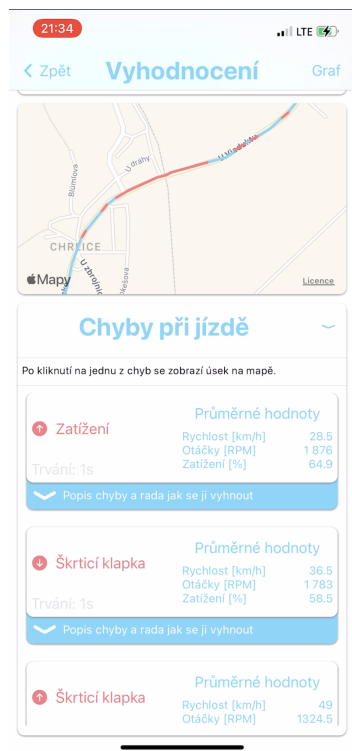 21:34
LTE
Zpět
Vyhodnocení
Graf
Blümlova
U dráhy
U Viaduktu
CHRLICE
U zbrojnice
okešova
Mapy
Licence
Chyby při jízdě
Po kliknutí na jednu z chyb se zobrazí úsek na mapě.
Zatížení
Trvání: 1s
Průměrné hodnoty
Rychlost [km/h] 28.5
Otáčky [RPM] 1 876
Zatížení [%] 64.9
Popis chyby a rada jak se ji vyhnout
Škrticí klapka
Trvání: 1s
Průměrné hodnoty
Rychlost [km/h] 36.5
Otáčky [RPM] 1 783
Zatížení [%] 58.5
Popis chyby a rada jak se ji vyhnout
Škrticí klapka
Průměrné hodnoty
Rychlost [km/h] 49
Otáčky [RPM] 1324.5